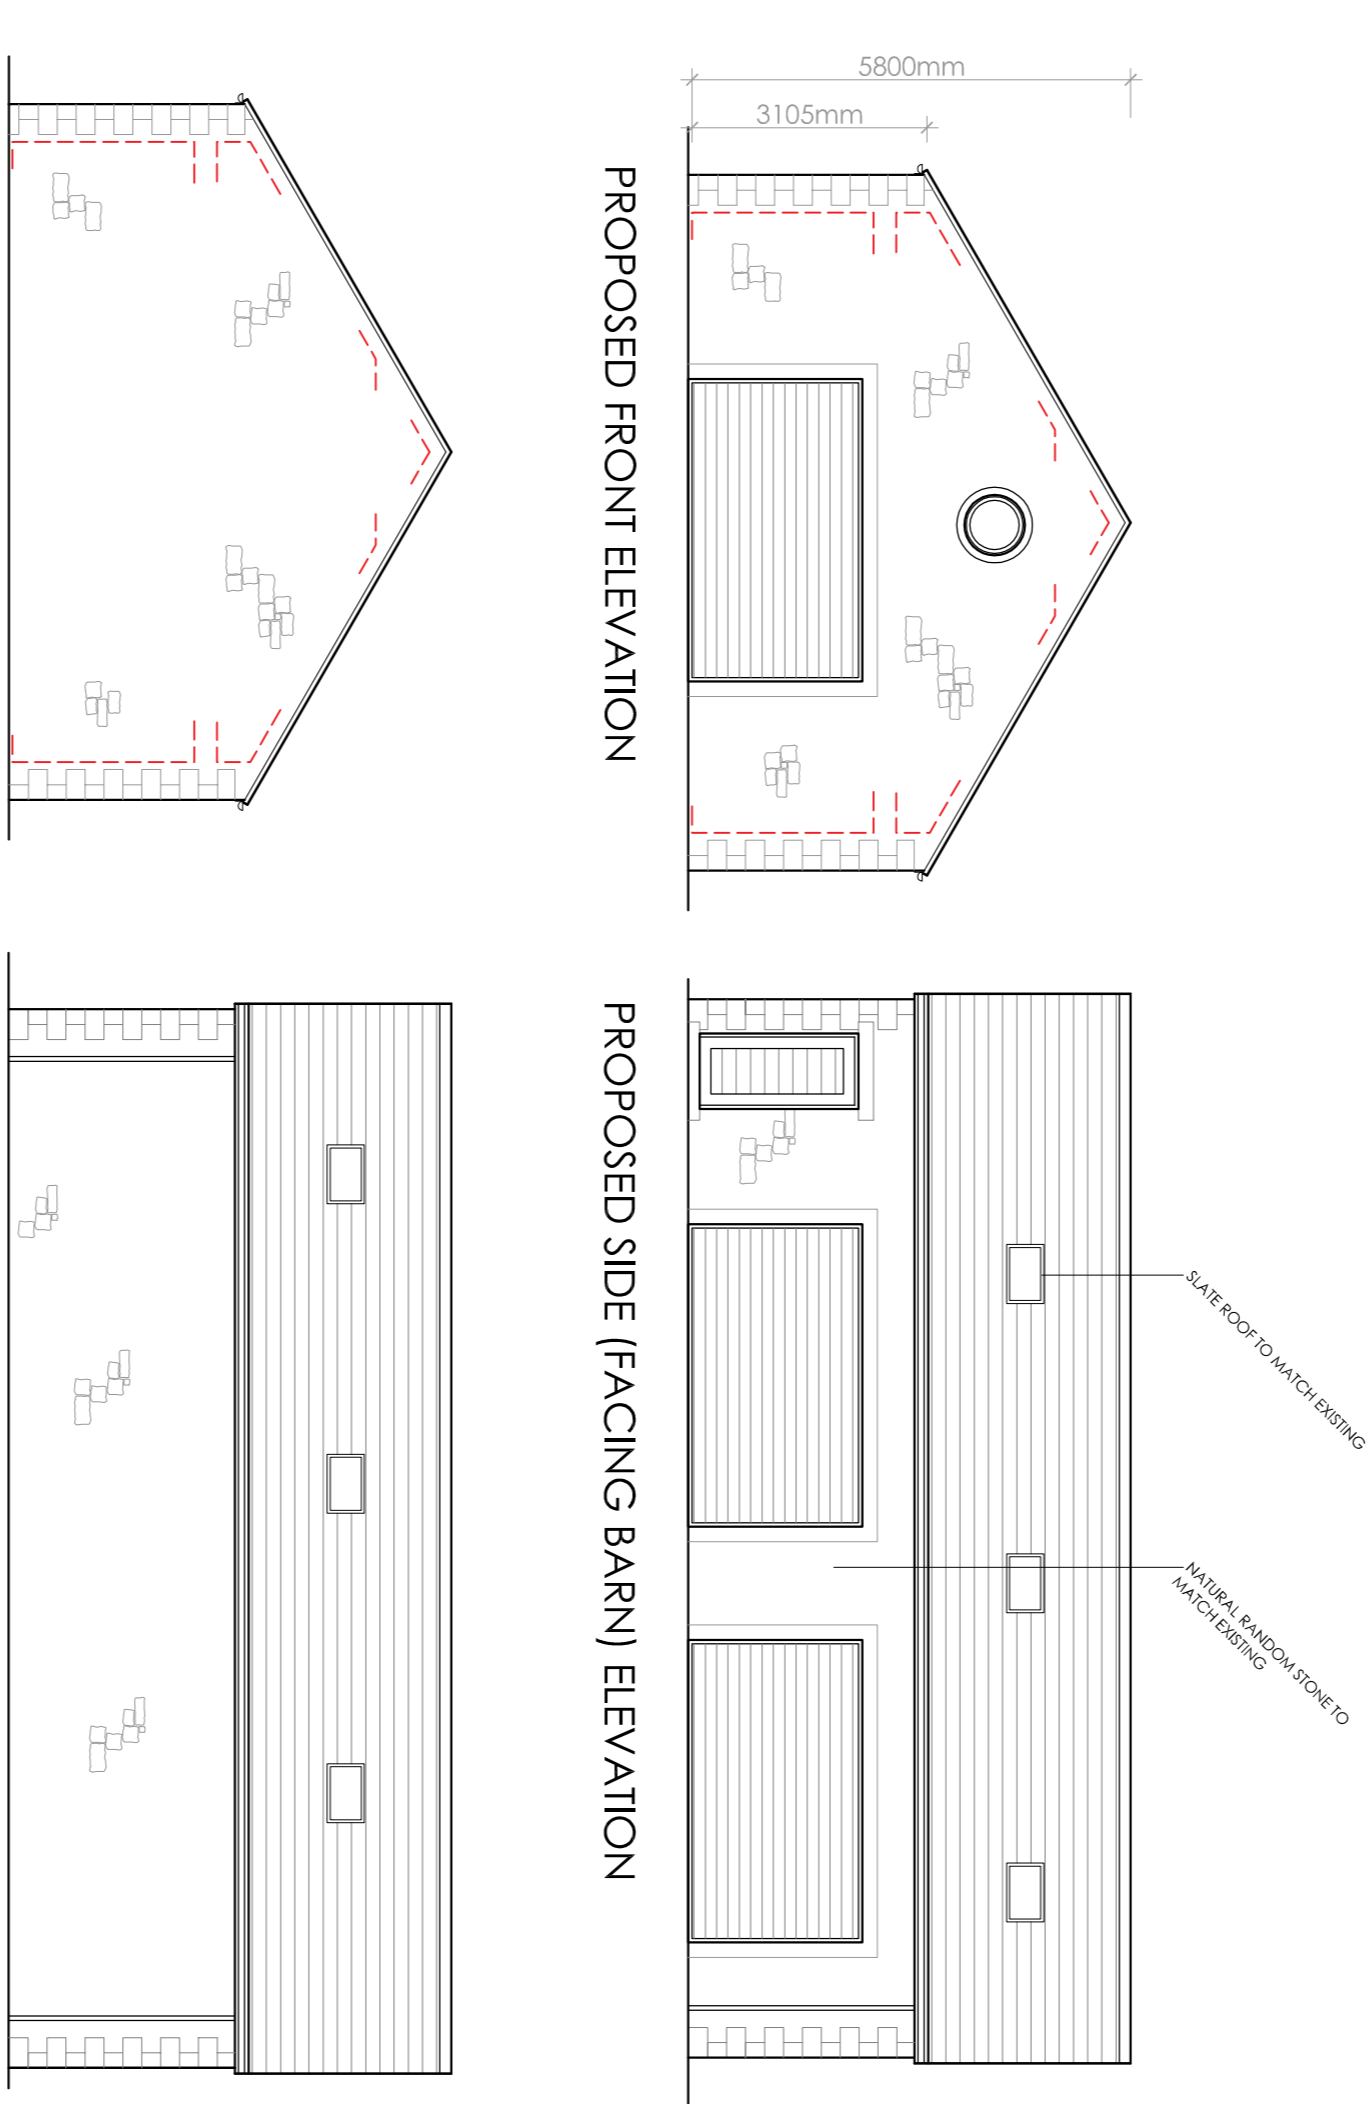 5800mm
3105mm
PROPOSED FRONT ELEVATION
SLATE ROOF TO MATCH EXISTING
NATURAL RANDOM STONE TO
MATCH EXISTING
PROPOSED SIDE (FACING BARN) ELEVATION